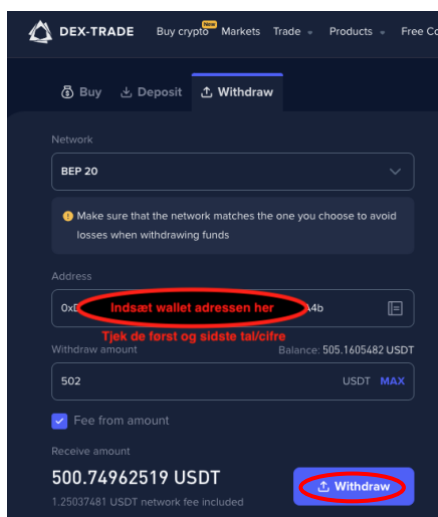 DEX-TRADE Buy crypto New Markets Trade Products Free Co
Buy Deposit Withdraw
Network
BEP 20
Make sure that the network matches the one you choose to avoid
losses when withdrawing funds
Address
0xD Indsæt wallet adressen her A4b
Tjek de først og sidste tal/cifre
Withdraw amount Balance: 505.1605482 USDT
502 USDT MAX
Fee from amount
Receive amount
500.74962519 USDT Withdraw
1.25037481 USDT network fee included